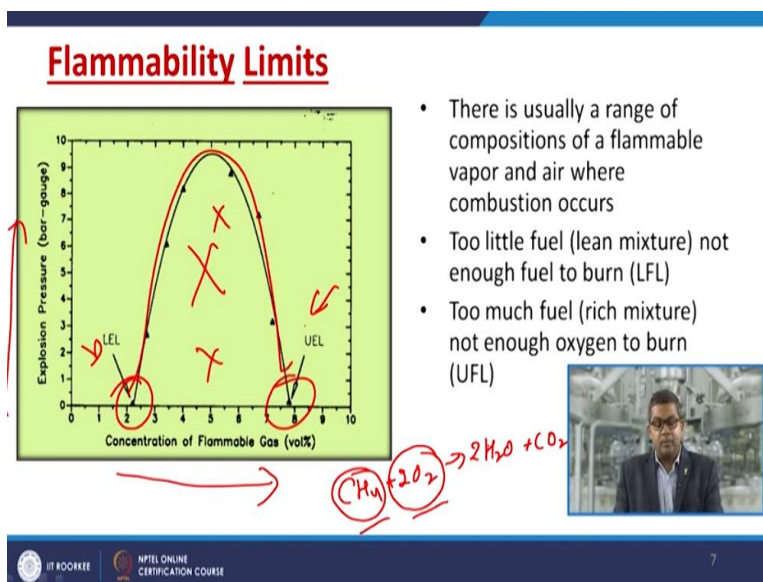 Flammability Limits
10
9
8
7
6
5
4
3
2
1
0
Explosion Pressure (bar-gauge)
LEL
UEL
0 1 2 3 4 5 6 7 8 9 10
Concentration of Flammable Gas (vol%)
• There is usually a range of
compositions of a flammable
vapor and air where
combustion occurs
• Too little fuel (lean mixture) not
enough fuel to burn (LFL)
• Too much fuel (rich mixture)
not enough oxygen to burn
(UFL)
CH4 + 2O2 → 2H2O + CO2
IIT ROORKEE
NPTEL ONLINE
CERTIFICATION COURSE
7